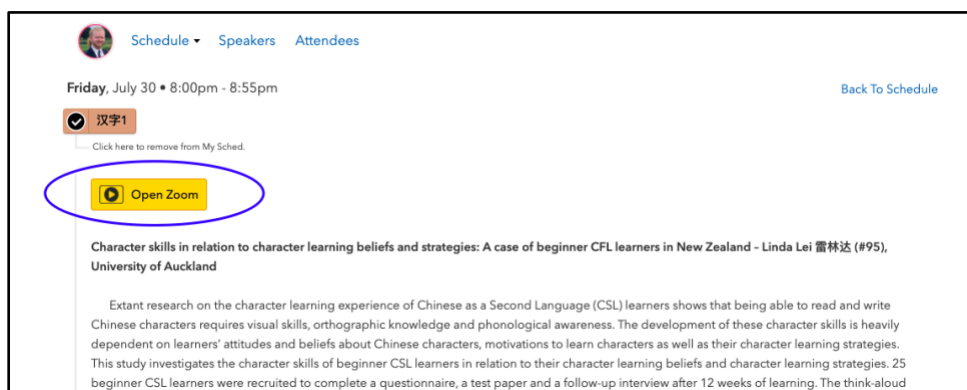 Schedule Speakers Attendees
Friday, July 30 • 8:00pm - 8:55pm
Back To Schedule
汉字1
Click here to remove from My Sched.
Open Zoom
Character skills in relation to character learning beliefs and strategies: A case of beginner CFL learners in New Zealand - Linda Lei 雷林达 (#95),
University of Auckland
Extant research on the character learning experience of Chinese as a Second Language (CSL) learners shows that being able to read and write
Chinese characters requires visual skills, orthographic knowledge and phonological awareness. The development of these character skills is heavily
dependent on learners' attitudes and beliefs about Chinese characters, motivations to learn characters as well as their character learning strategies.
This study investigates the character skills of beginner CSL learners in relation to their character learning beliefs and character learning strategies. 25
beginner CSL learners were recruited to complete a questionnaire, a test paper and a follow-up interview after 12 weeks of learning. The think-aloud